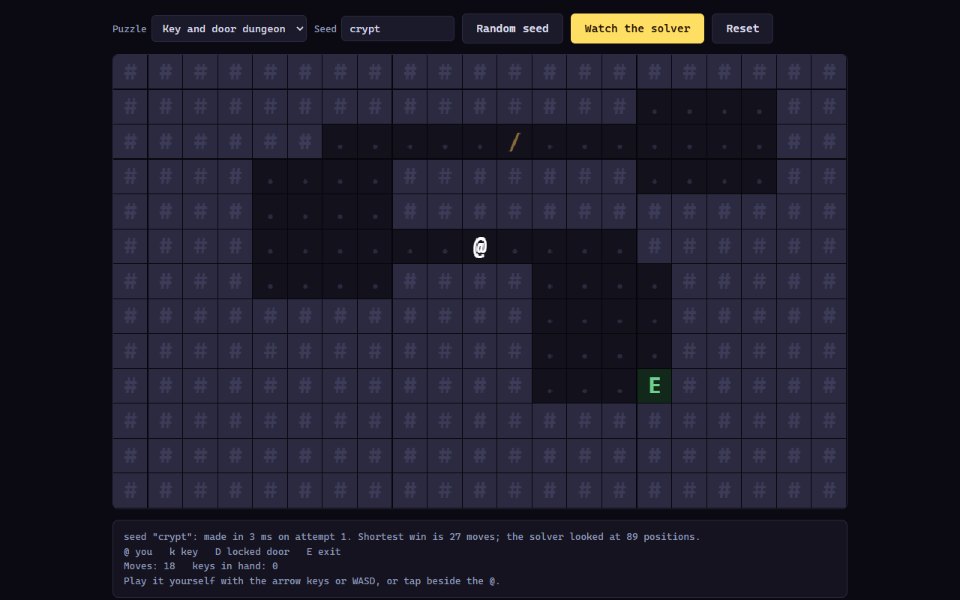 Puzzle Key and door dungeon Seed crypt Random seed Watch the solver Reset
# # # # # # # # # # # # # # # # # # # # #
# # # # # # # # # # # # # # # . . . . # #
# # # # # # . . . . . / . . . . . . . # #
# # # # . . . . # # # # # # # . . . . # #
# # # # . . . . # # # # # # # # # # # # #
# # # # . . . . . . @ . . . . # # # # # #
# # # # . . . . # # # # . . . . # # # # #
# # # # # # # # # # # # . . . . # # # # #
# # # # # # # # # # # # . . . . # # # # #
# # # # # # # # # # # # . . . E # # # # #
# # # # # # # # # # # # # # # # # # # # #
# # # # # # # # # # # # # # # # # # # # #
# # # # # # # # # # # # # # # # # # # # #
seed "crypt": made in 3 ms on attempt 1. Shortest win is 27 moves; the solver looked at 89 positions.
@ you k key D locked door E exit
Moves: 18 keys in hand: 0
Play it yourself with the arrow keys or WASD, or tap beside the @.